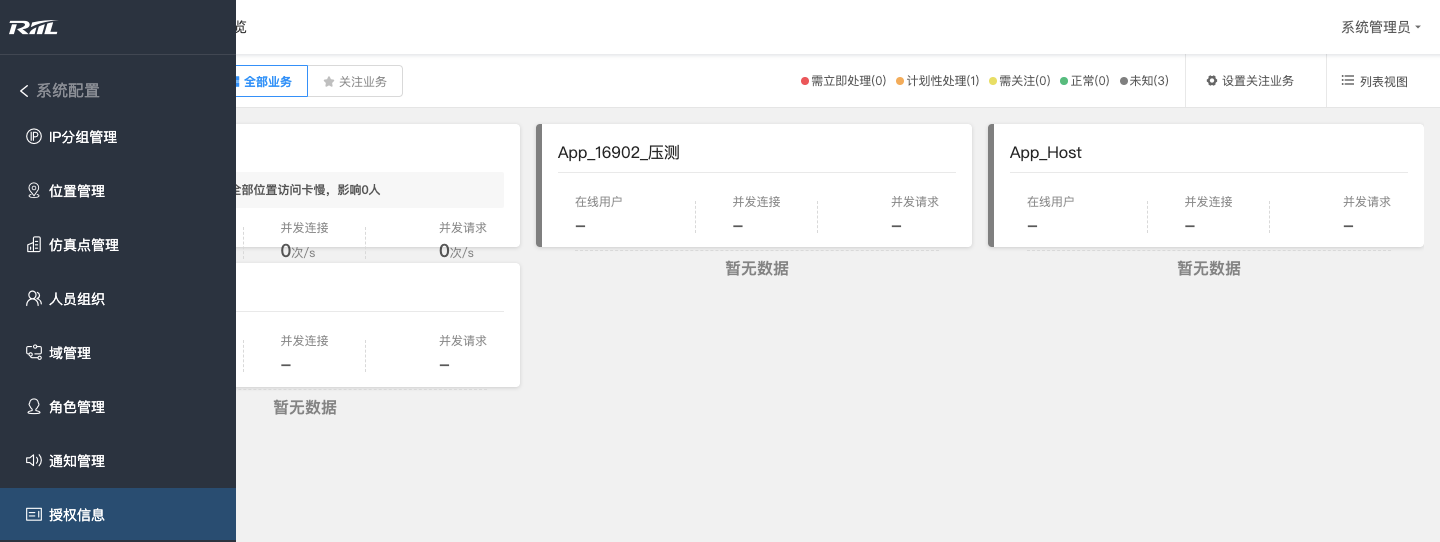 RIIL
系统配置
IP分组管理
位置管理
仿真点管理
人员组织
域管理
角色管理
通知管理
授权信息
览
系统管理员
全部业务
关注业务
需立即处理(0)
计划性处理(1)
需关注(0)
正常(0)
未知(3)
设置关注业务
列表视图
全部位置访问卡慢，影响0人
并发连接
并发请求
0次/s
0次/s
App_16902_压测
在线用户
并发连接
并发请求
–
–
–
暂无数据
App_Host
在线用户
并发连接
并发请求
–
–
–
暂无数据
并发连接
并发请求
–
–
暂无数据